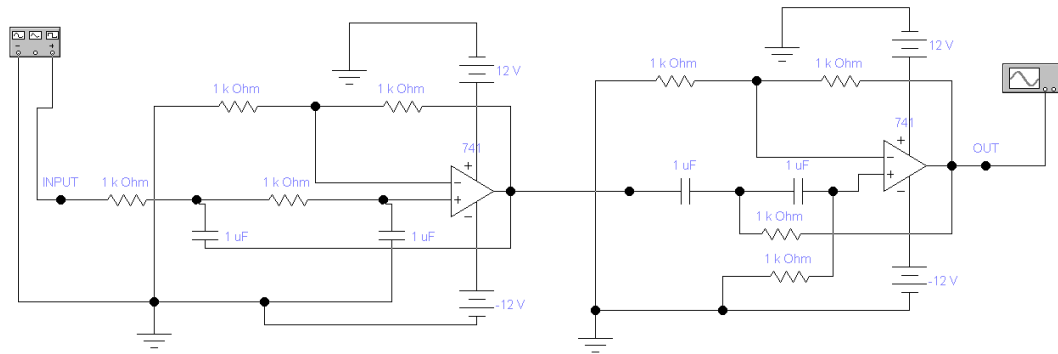 12 V
12 V
1 k Ohm
1 k Ohm
1 k Ohm
1 k Ohm
741
+
−
+
−
741
+
−
+
−
INPUT
1 k Ohm
1 k Ohm
1 uF
1 uF
OUT
1 uF
1 uF
1 k Ohm
1 k Ohm
-12 V
-12 V
− +